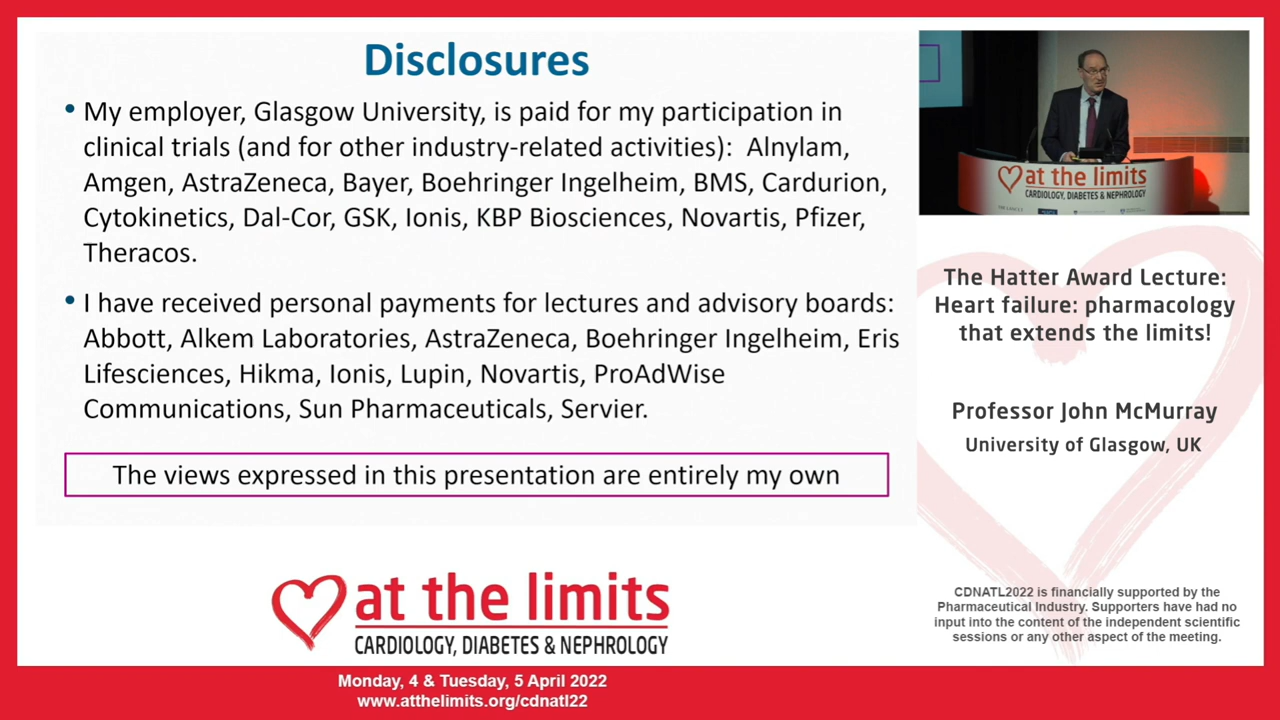 Disclosures
• My employer, Glasgow University, is paid for my participation in
clinical trials (and for other industry-related activities): Alnylam,
Amgen, AstraZeneca, Bayer, Boehringer Ingelheim, BMS, Cardurion,
Cytokinetics, Dal-Cor, GSK, Ionis, KBP Biosciences, Novartis, Pfizer,
Theracos.
• I have received personal payments for lectures and advisory boards:
Abbott, Alkem Laboratories, AstraZeneca, Boehringer Ingelheim, Eris
Lifesciences, Hikma, Ionis, Lupin, Novartis, ProAdWise
Communications, Sun Pharmaceuticals, Servier.
The views expressed in this presentation are entirely my own
at the limits
CARDIOLOGY, DIABETES & NEPHROLOGY
Monday, 4 & Tuesday, 5 April 2022
www.atthelimits.org/cdnatl22
at the limits
CARDIOLOGY, DIABETES & NEPHROLOGY
The Hatter Award Lecture:
Heart failure: pharmacology
that extends the limits!
Professor John McMurray
University of Glasgow, UK
CDNATL2022 is financially supported by the
Pharmaceutical Industry. Supporters have had no
input into the content of the independent scientific
sessions or any other aspect of the meeting.